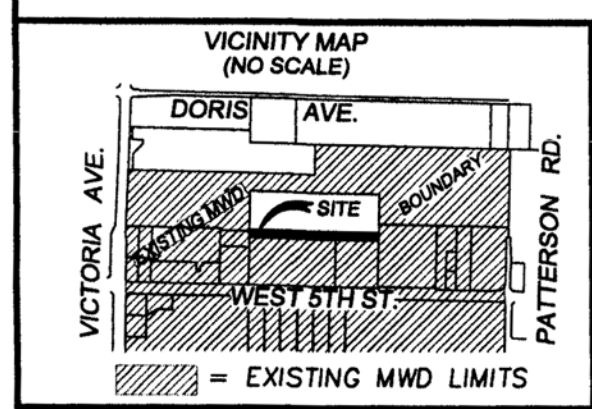 VICINITY MAP
(NO SCALE)
DORIS AVE.
VICTORIA AVE.
EXISTING MWD
BOUNDARY
SITE
PATTERSON RD.
WEST 5TH ST.
= EXISTING MWD LIMITS